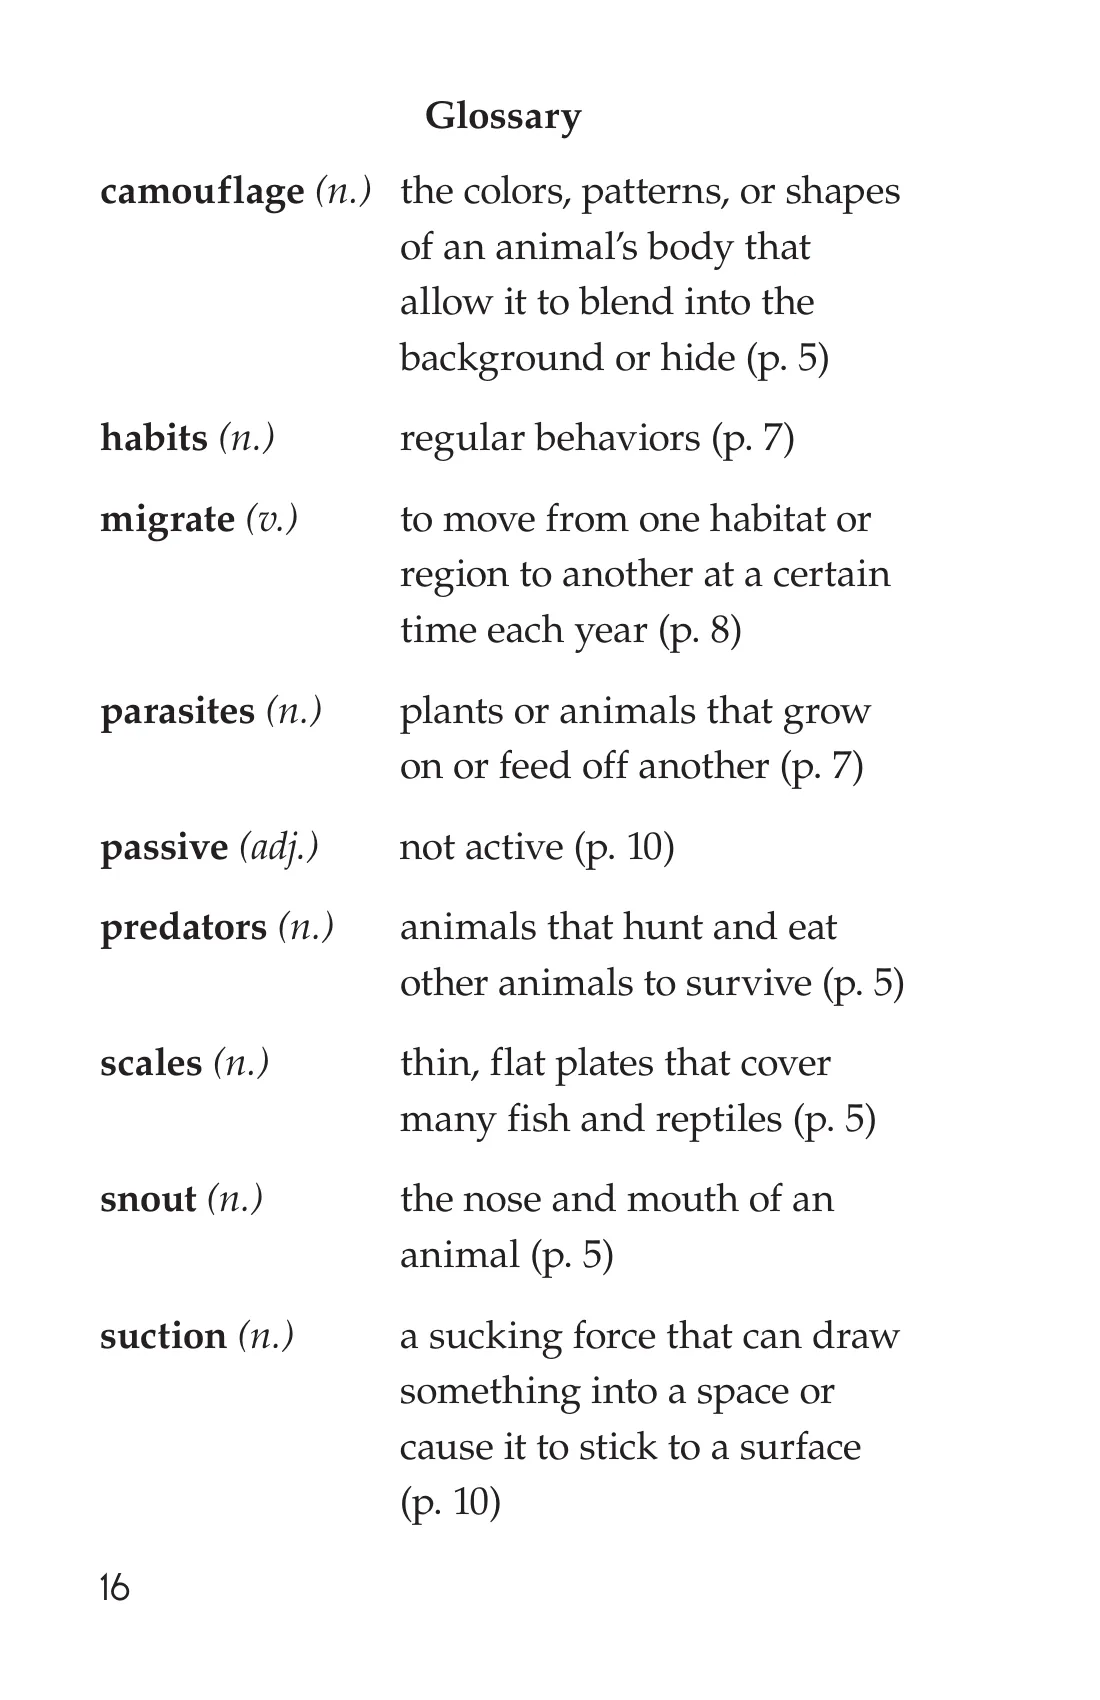 Glossary
camouflage (n.) the colors, patterns, or shapes
of an animal’s body that
allow it to blend into the
background or hide (p. 5)
habits (n.) regular behaviors (p. 7)
migrate (v.) to move from one habitat or
region to another at a certain
time each year (p. 8)
parasites (n.) plants or animals that grow
on or feed off another (p. 7)
passive (adj.) not active (p. 10)
predators (n.) animals that hunt and eat
other animals to survive (p. 5)
scales (n.) thin, flat plates that cover
many fish and reptiles (p. 5)
snout (n.) the nose and mouth of an
animal (p. 5)
suction (n.) a sucking force that can draw
something into a space or
cause it to stick to a surface
(p. 10)
16